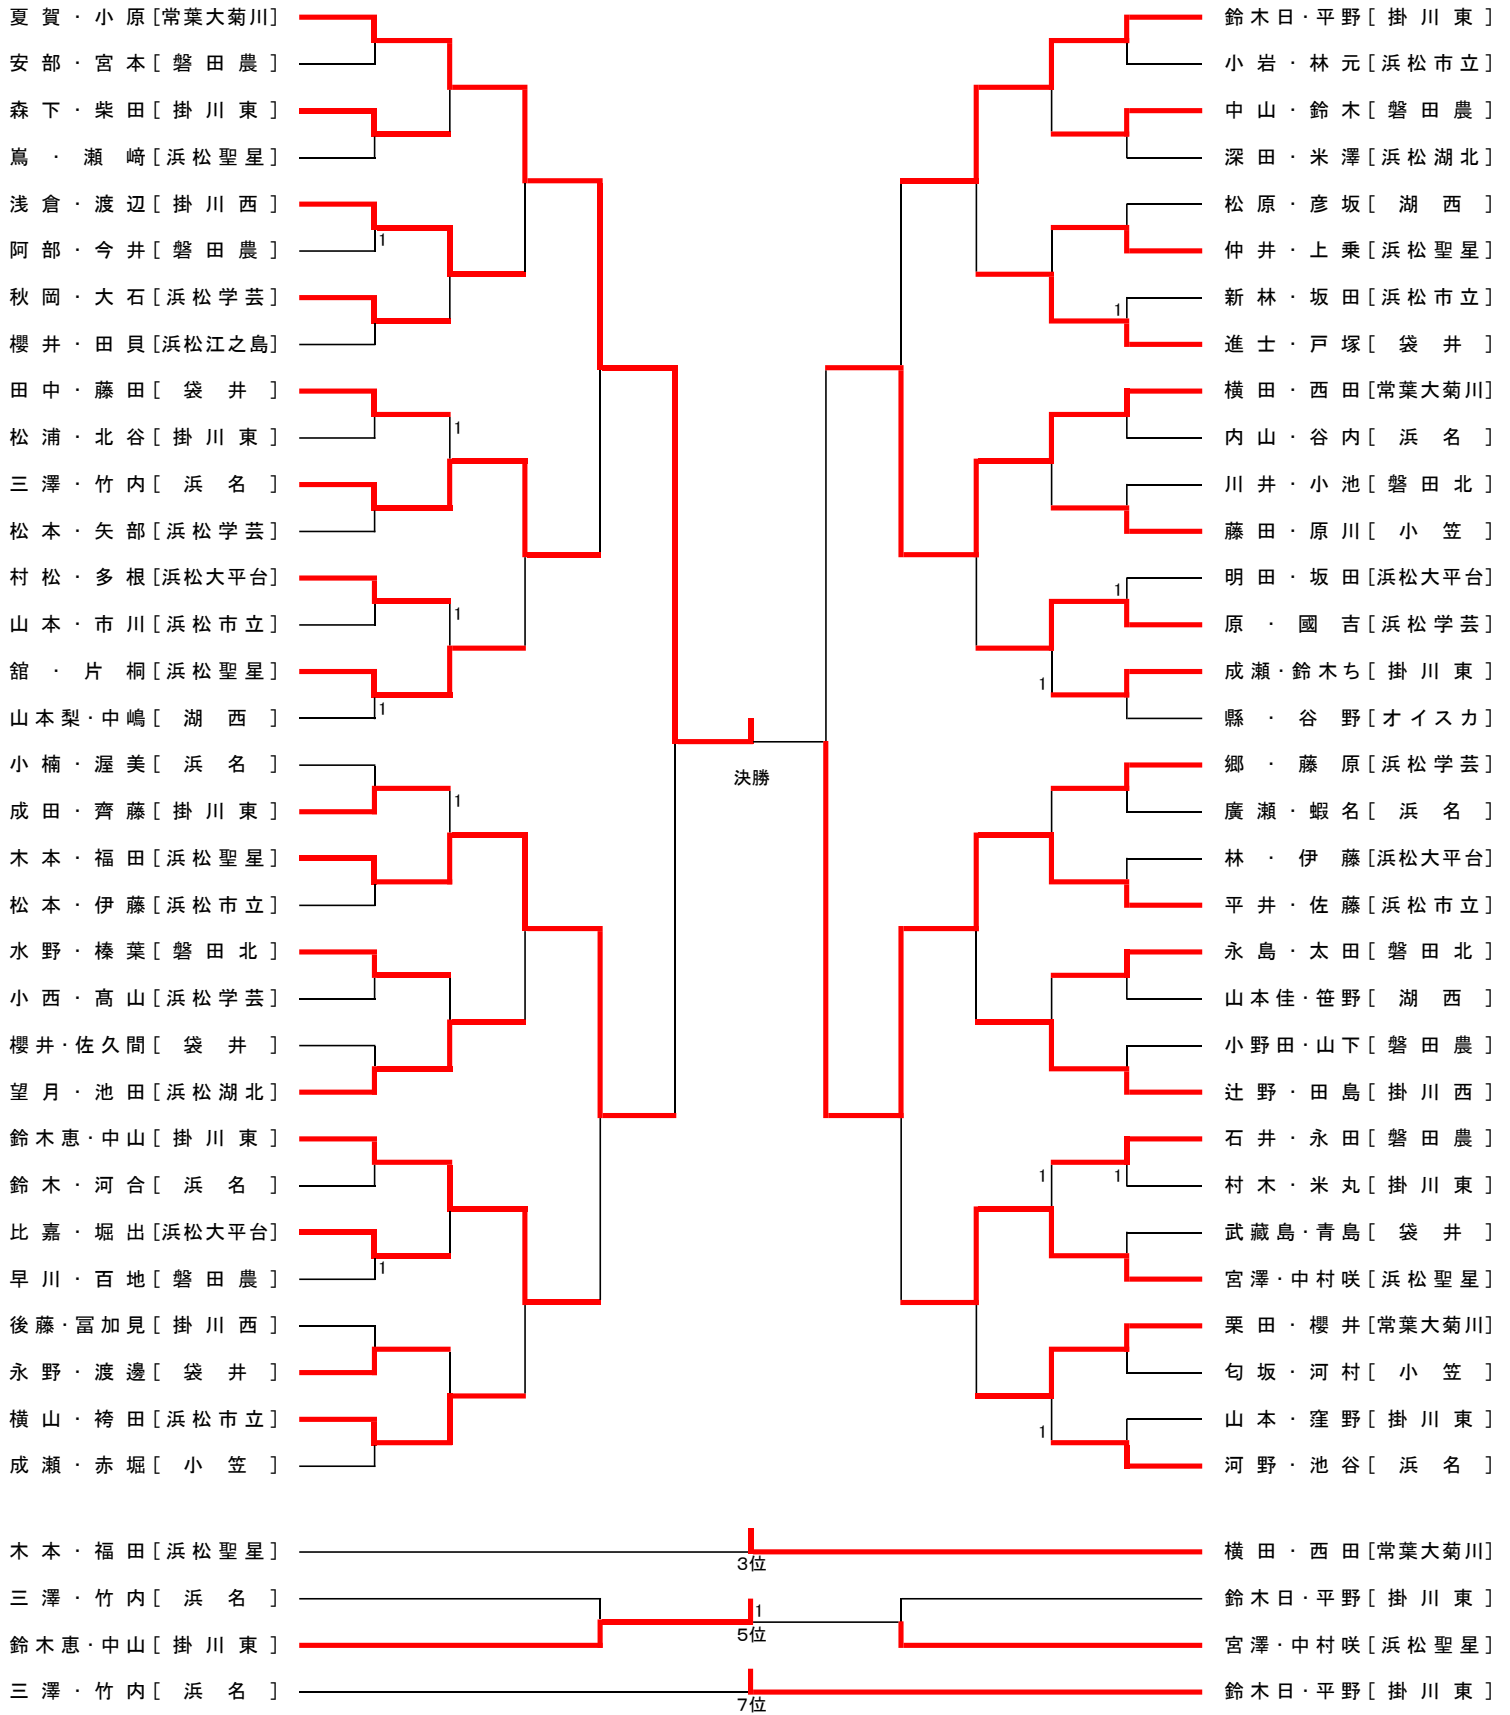 夏賀・小原[常葉大菊川]
安部・宮本[磐田農]
森下・柴田[掛川東]
嶌・瀬﨑[浜松聖星]
浅倉・渡辺[掛川西]
1
阿部・今井[磐田農]
秋岡・大石[浜松学芸]
櫻井・田貝[浜松江之島]
田中・藤田[袋井]
1
松浦・北谷[掛川東]
三澤・竹内[浜名]
松本・矢部[浜松学芸]
村松・多根[浜松大平台]
1
山本・市川[浜松市立]
舘・片桐[浜松聖星]
1
山本梨・中嶋[湖西]
小楠・渥美[浜名]
1
成田・齊藤[掛川東]
木本・福田[浜松聖星]
松本・伊藤[浜松市立]
水野・榛葉[磐田北]
小西・髙山[浜松学芸]
櫻井・佐久間[袋井]
望月・池田[浜松湖北]
鈴木恵・中山[掛川東]
鈴木・河合[浜名]
比嘉・堀出[浜松大平台]
1
早川・百地[磐田農]
後藤・冨加見[掛川西]
永野・渡邊[袋井]
横山・袴田[浜松市立]
成瀬・赤堀[小笠]
決勝
鈴木日・平野[掛川東]
小岩・林元[浜松市立]
中山・鈴木[磐田農]
深田・米澤[浜松湖北]
松原・彦坂[湖西]
仲井・上乗[浜松聖星]
新林・坂田[浜松市立]
1
進士・戸塚[袋井]
横田・西田[常葉大菊川]
内山・谷内[浜名]
川井・小池[磐田北]
藤田・原川[小笠]
明田・坂田[浜松大平台]
1
原・國吉[浜松学芸]
成瀬・鈴木ち[掛川東]
1
縣・谷野[オイスカ]
郷・藤原[浜松学芸]
廣瀬・蝦名[浜名]
林・伊藤[浜松大平台]
平井・佐藤[浜松市立]
永島・太田[磐田北]
山本佳・笹野[湖西]
小野田・山下[磐田農]
辻野・田島[掛川西]
石井・永田[磐田農]
1
1
村木・米丸[掛川東]
武藏島・青島[袋井]
宮澤・中村咲[浜松聖星]
栗田・櫻井[常葉大菊川]
匂坂・河村[小笠]
山本・窪野[掛川東]
1
河野・池谷[浜名]
木本・福田[浜松聖星]
3位
横田・西田[常葉大菊川]
三澤・竹内[浜名]
鈴木日・平野[掛川東]
1
5位
鈴木恵・中山[掛川東]
宮澤・中村咲[浜松聖星]
三澤・竹内[浜名]
7位
鈴木日・平野[掛川東]